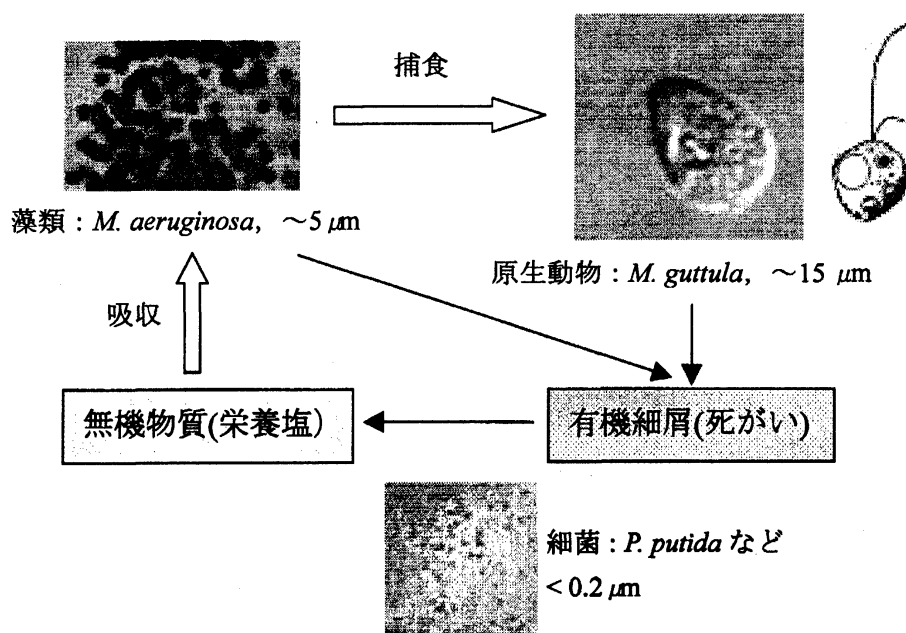 捕食
藻類：M. aeruginosa, ～5 μm
原生動物：M. guttula, ～15 μm
吸収
無機物質(栄養塩）
有機細屑(死がい)
細菌：P. putida など
< 0.2 μm